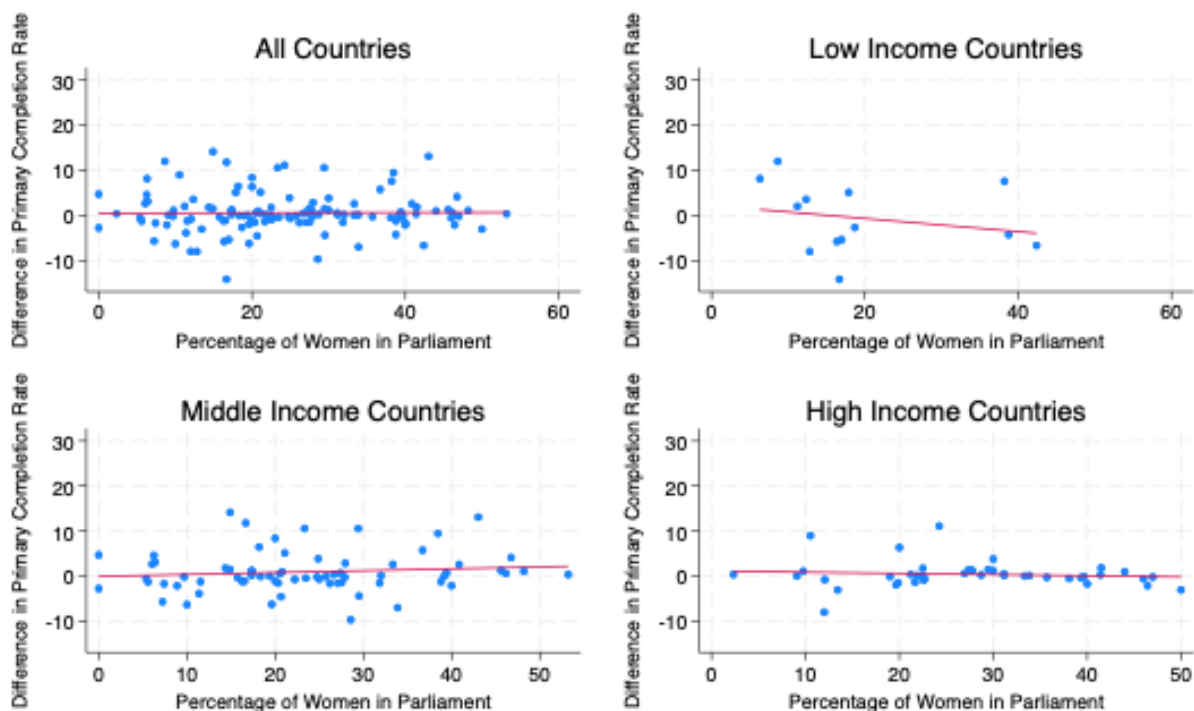 All Countries
Difference in Primary Completion Rate
30
20
10
0
-10
0 20 40 60
Percentage of Women in Parliament
Low Income Countries
Difference in Primary Completion Rate
30
20
10
0
-10
0 20 40 60
Percentage of Women in Parliament
Middle Income Countries
Difference in Primary Completion Rate
30
20
10
0
-10
0 10 20 30 40 50
Percentage of Women in Parliament
High Income Countries
Difference in Primary Completion Rate
30
20
10
0
-10
0 10 20 30 40 50
Percentage of Women in Parliament